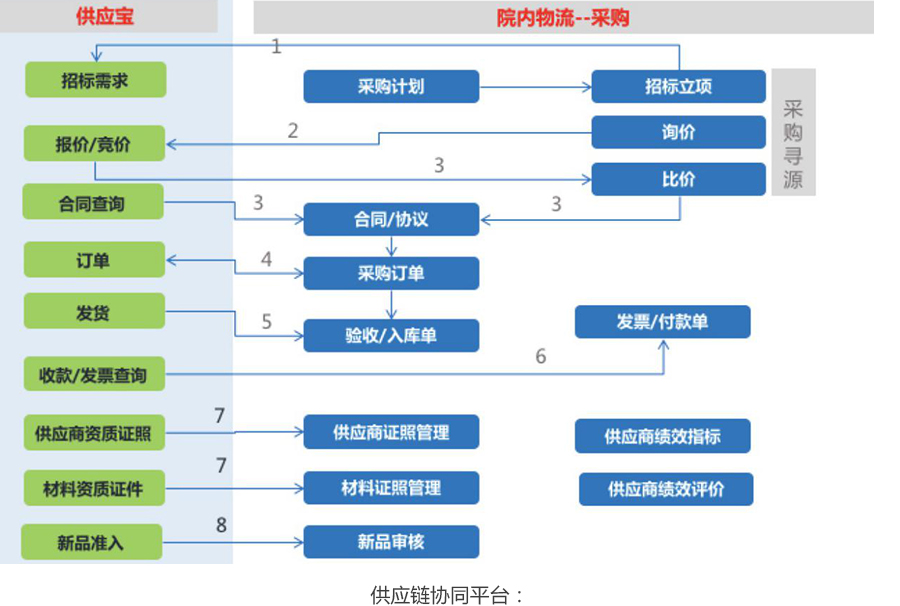 供应宝
院内物流--采购
1
招标需求
采购计划
招标立项
报价/竞价
2
询价
采购寻源
3
比价
合同查询
3
合同/协议
3
订单
4
采购订单
发货
5
验收/入库单
发票/付款单
收款/发票查询
6
供应商资质证照
7
供应商证照管理
供应商绩效指标
材料资质证件
7
材料证照管理
供应商绩效评价
新品准入
8
新品审核
供应链协同平台：